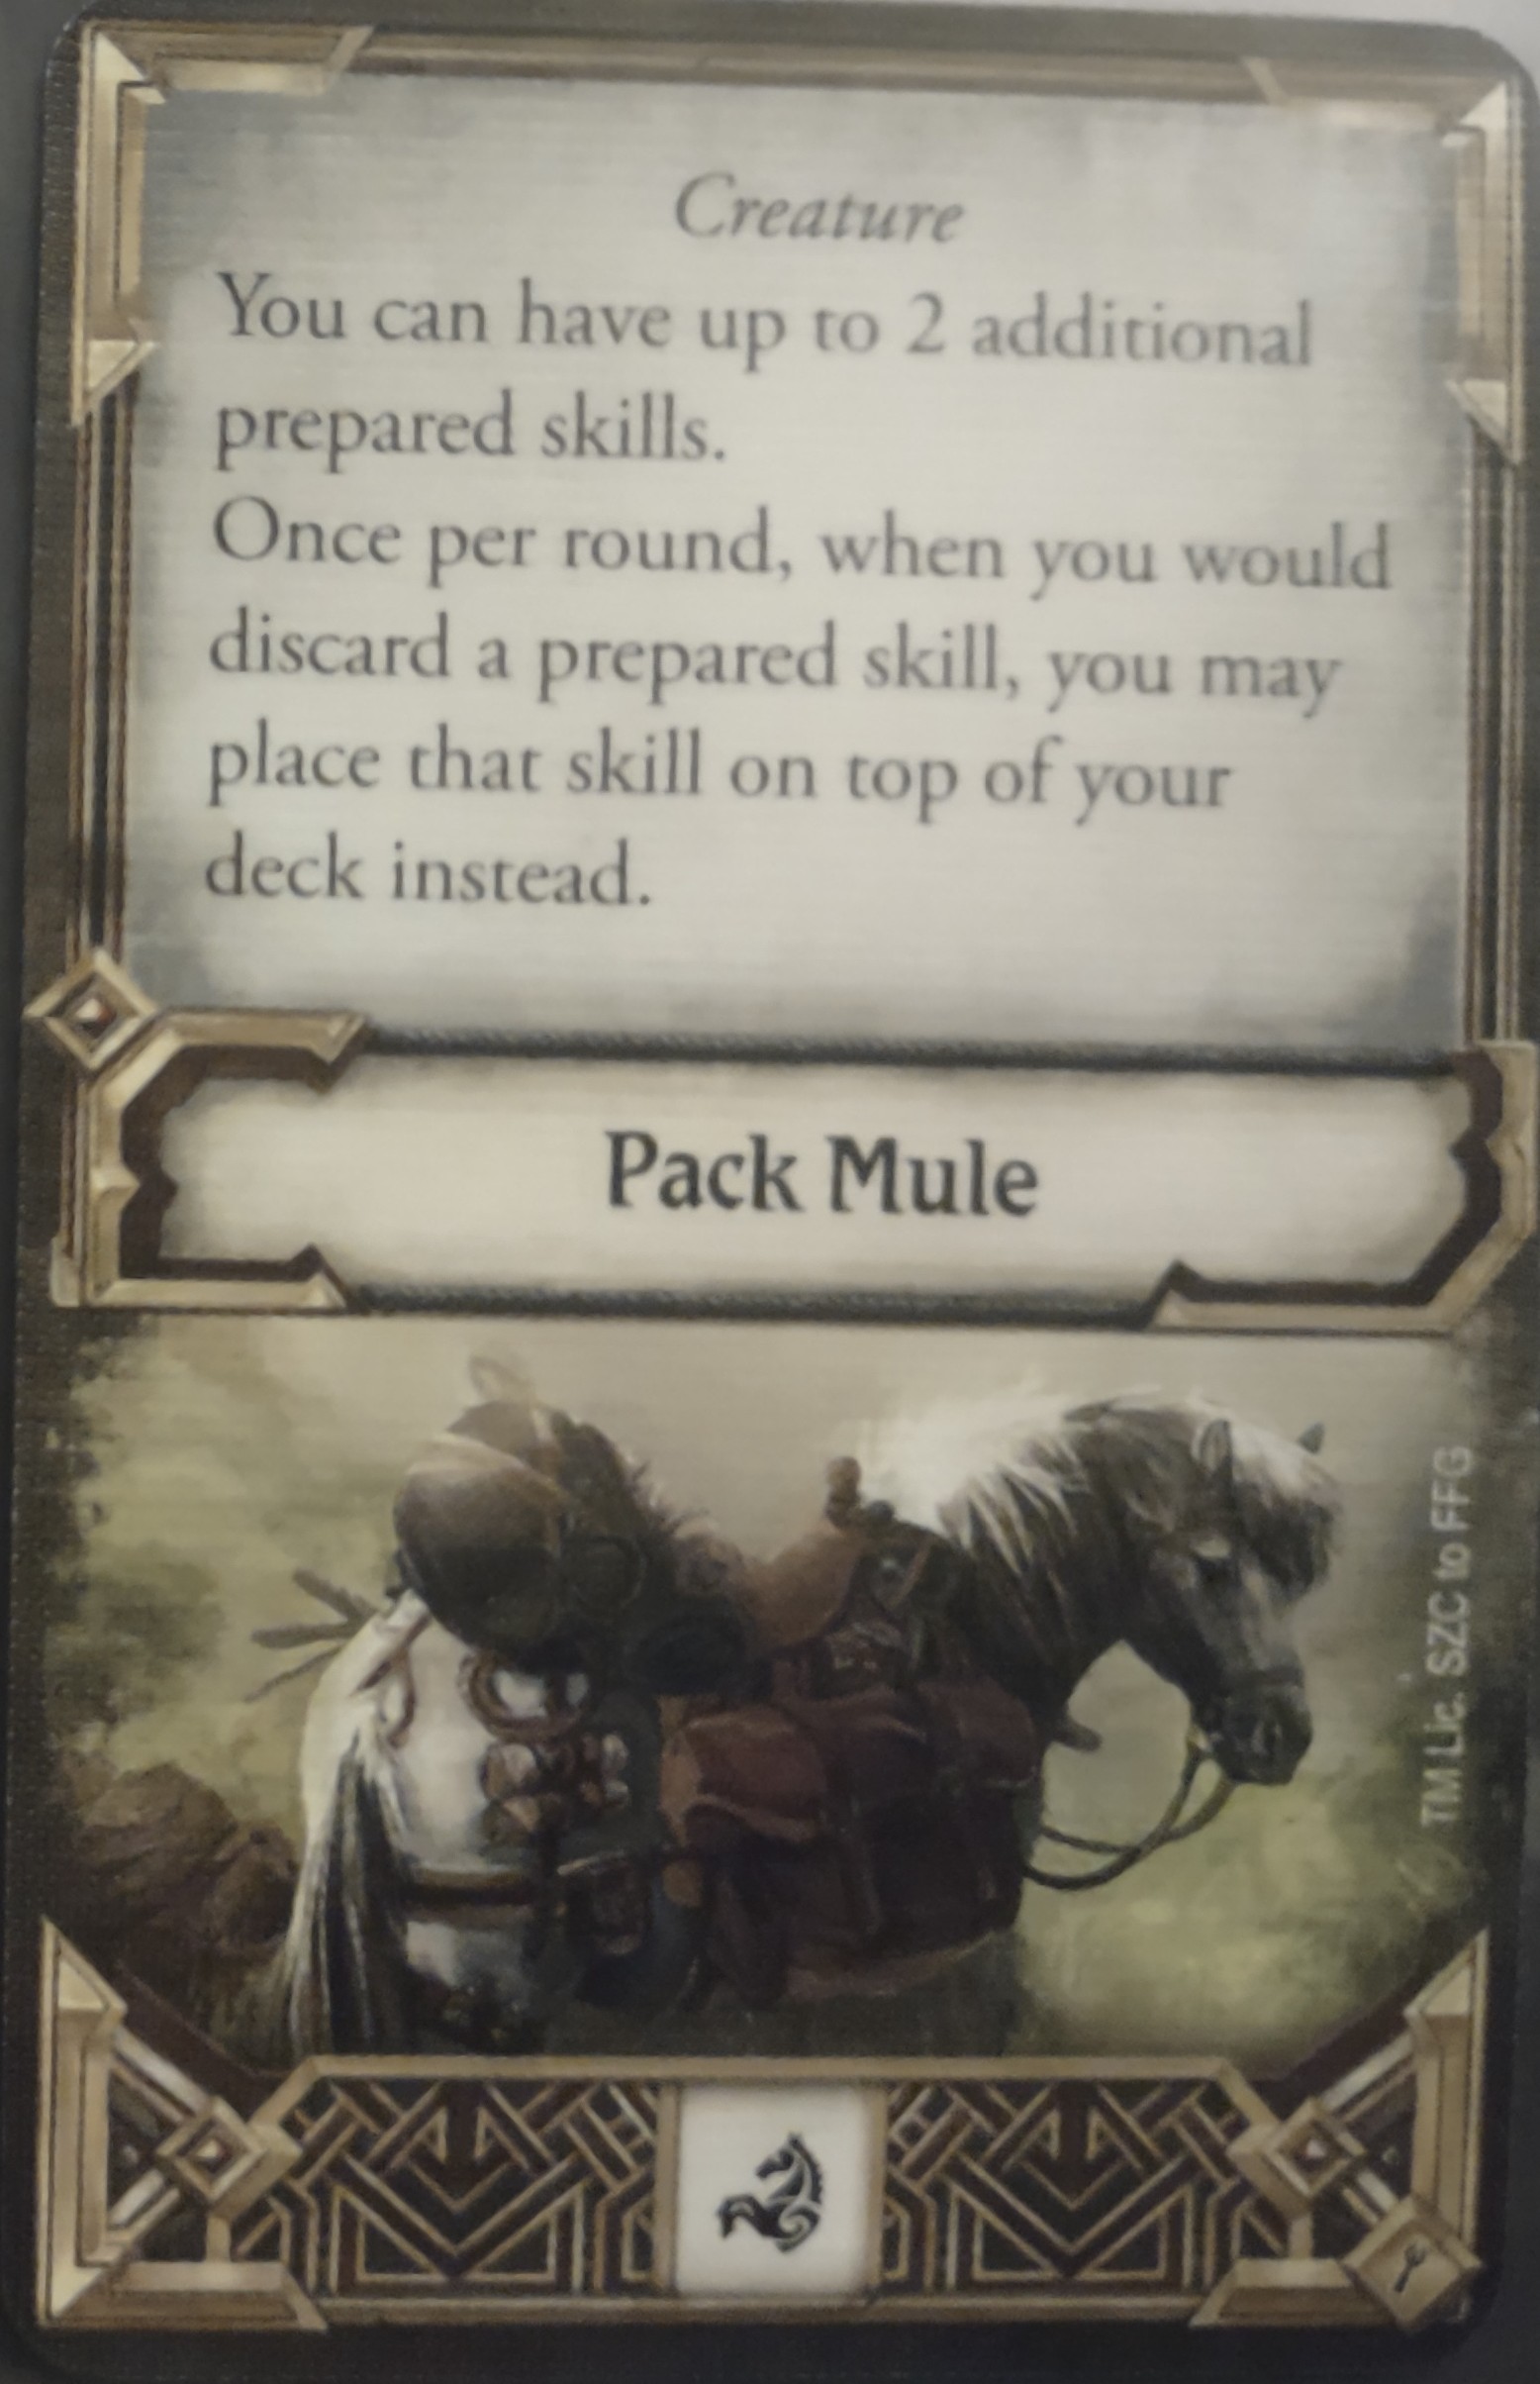 Creature
You can have up to 2 additional
prepared skills.
Once per round, when you would
discard a prepared skill, you may
place that skill on top of your
deck instead.
Pack Mule
TM Lic. SZC to FFG